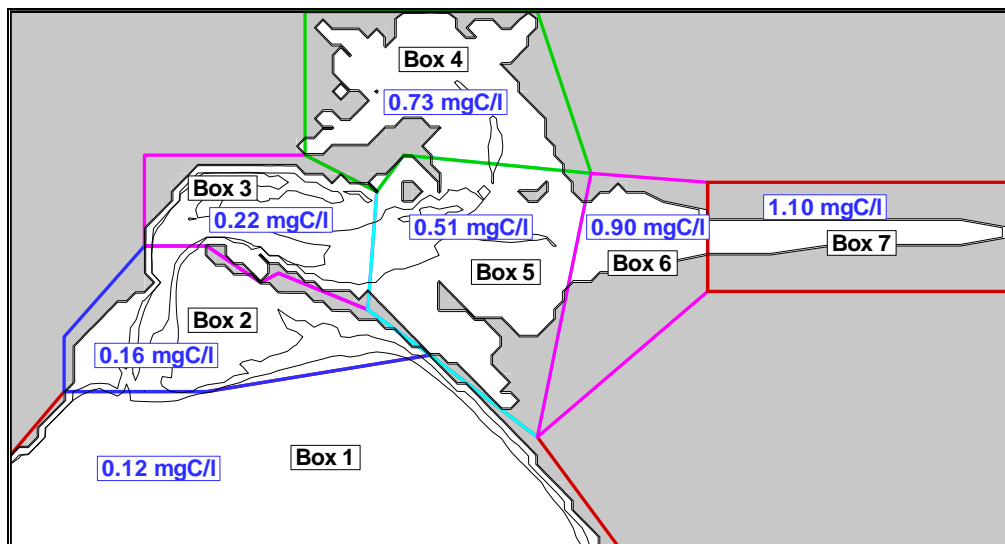 Box 4
0.73 mgC/l
Box 3
0.22 mgC/l
0.51 mgC/l
0.90 mgC/l
1.10 mgC/l
Box 7
Box 6
Box 5
Box 2
0.16 mgC/l
Box 1
0.12 mgC/l